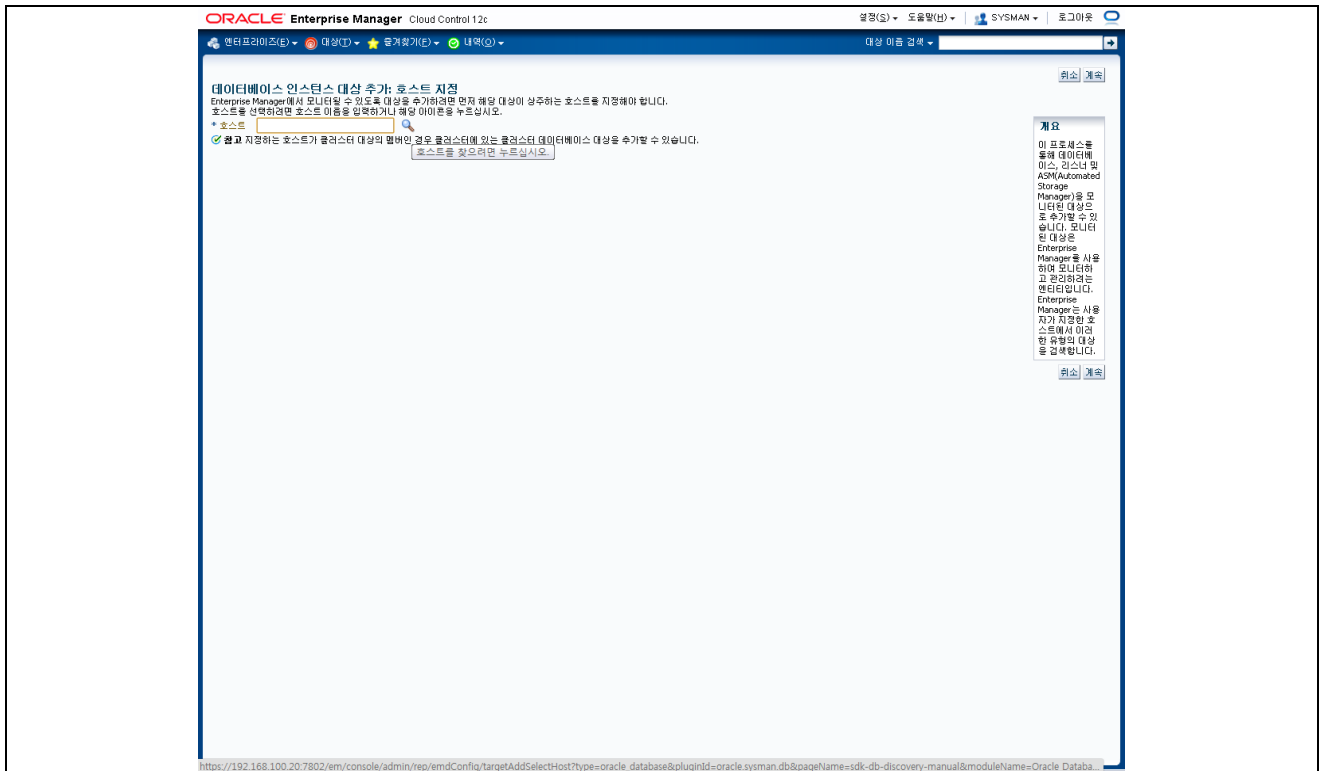 ORACLE Enterprise Manager Cloud Control 12c
설정(S) 도움말(H) SYSMAN 로그아웃
엔터프라이즈(E) 대상(T) 즐겨찾기(F) 내역(O) 대상 이름 검색
취소 계속
데이터베이스 인스턴스 대상 추가: 호스트 지정
Enterprise Manager에서 모니터될 수 있도록 대상을 추가하려면 먼저 해당 대상이 상주하는 호스트를 지정해야 합니다.
호스트를 선택하려면 호스트 이름을 입력하거나 해당 아이콘을 누르십시오.
* 호스트
참고 지정하는 호스트가 클러스터 대상의 멤버인 경우 클러스터에 있는 클러스터 데이터베이스 대상을 추가할 수 있습니다.
호스트를 찾으려면 누르십시오.
개요
이 프로세스를
통해 데이터베
이스, 리스너 및
ASM(Automated
Storage
Manager)을 모
니터된 대상으
로 추가할 수 있
습니다. 모니터
된 대상은
Enterprise
Manager를 사용
하여 모니터하
고 관리하려는
엔티티입니다.
Enterprise
Manager는 사용
자가 지정한 호
스트에서 이러
한 유형의 대상
을 검색합니다.
취소 계속
https://192.168.100.20:7802/em/console/admin/rep/emdConfig/targetAddSelectHost?type=oracle_database&pluginId=oracle.sysman.db&pageName=sdk-db-discovery-manual&moduleName=Oracle Databa...